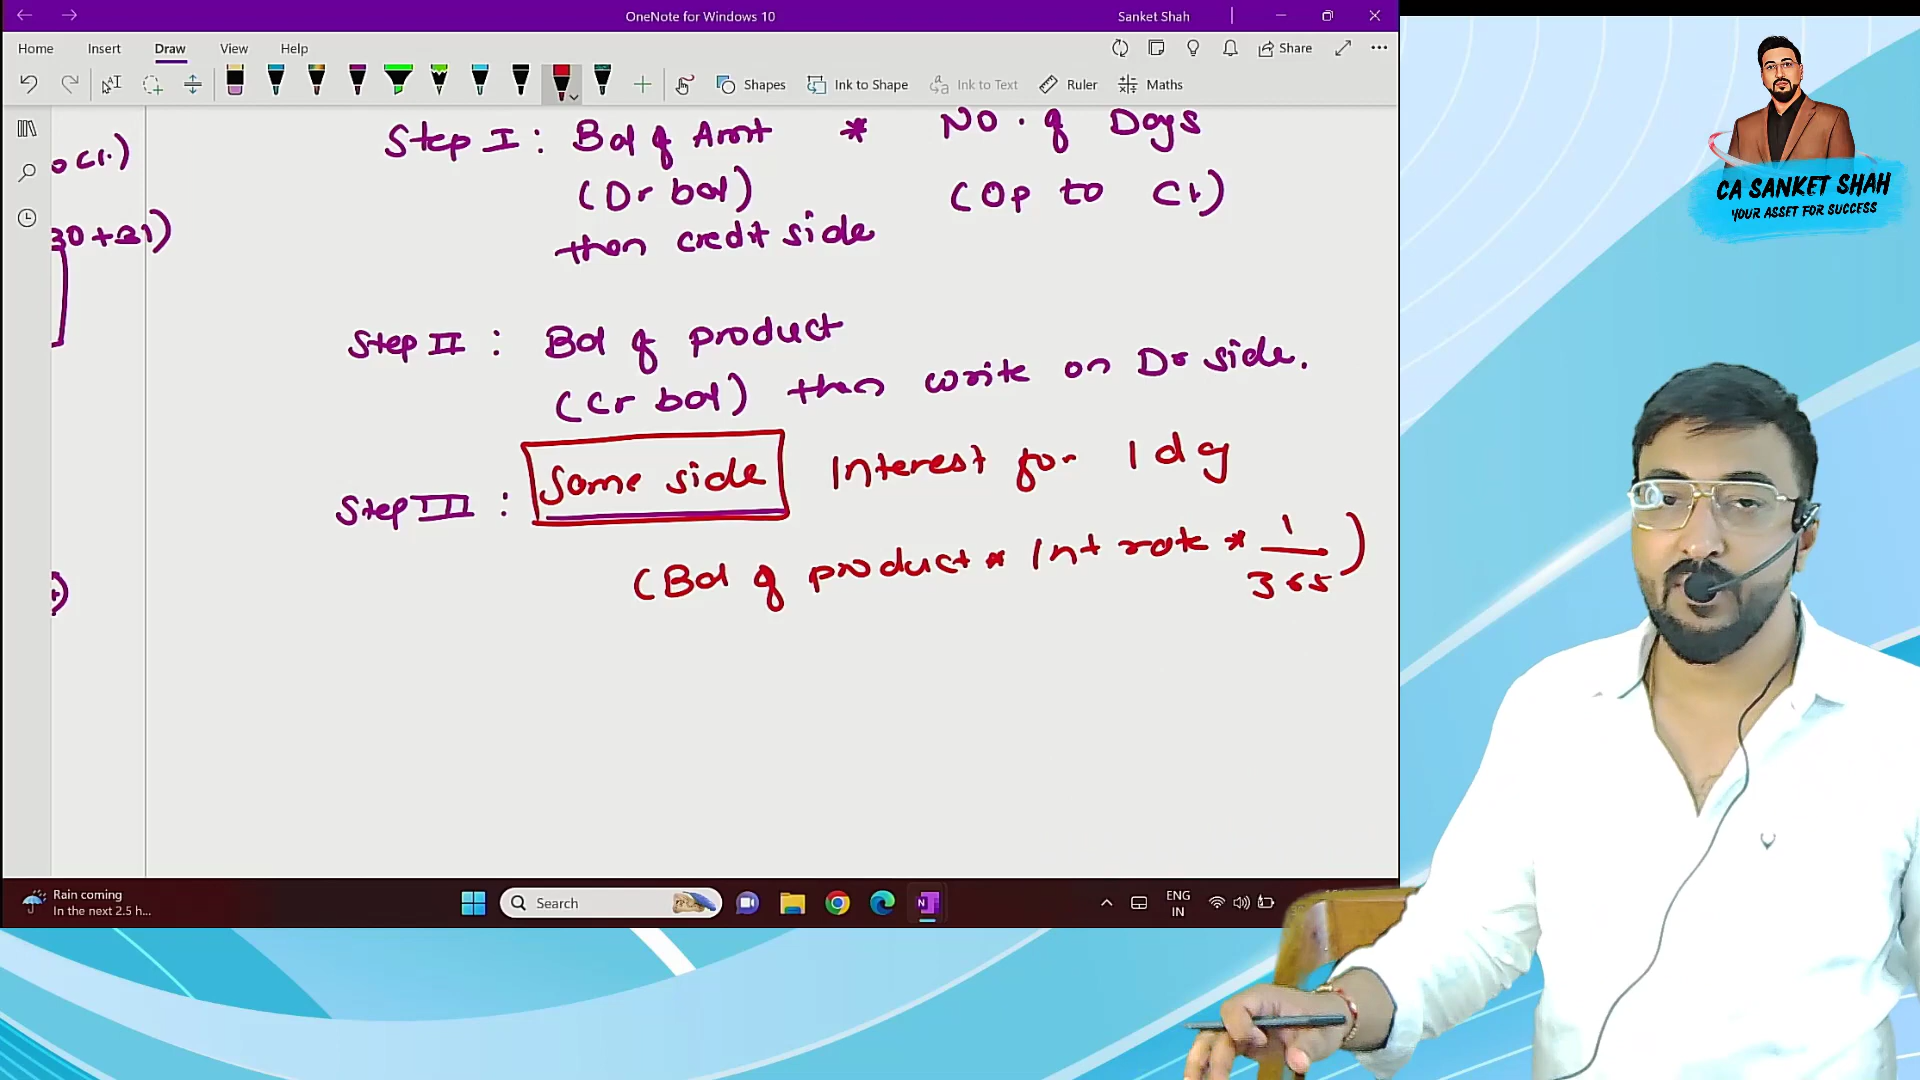 OneNote for Windows 10
Sanket Shah
Home Insert Draw View Help
Share
Shapes Ink to Shape Ink to Text Ruler Maths
Step I : Bal of Amt * No. of Days
(Dr bal) (Op to Cl.)
then credit side
o Cl.)
30+31)
Step II : Bal of product
(Cr bal) then write on Dr side.
Step III : Same side Interest for 1 day
(Bal of product * Int rate * 1/365)
CA SANKET SHAH
YOUR ASSET FOR SUCCESS
Rain coming
In the next 2.5 h...
Search
ENG
IN